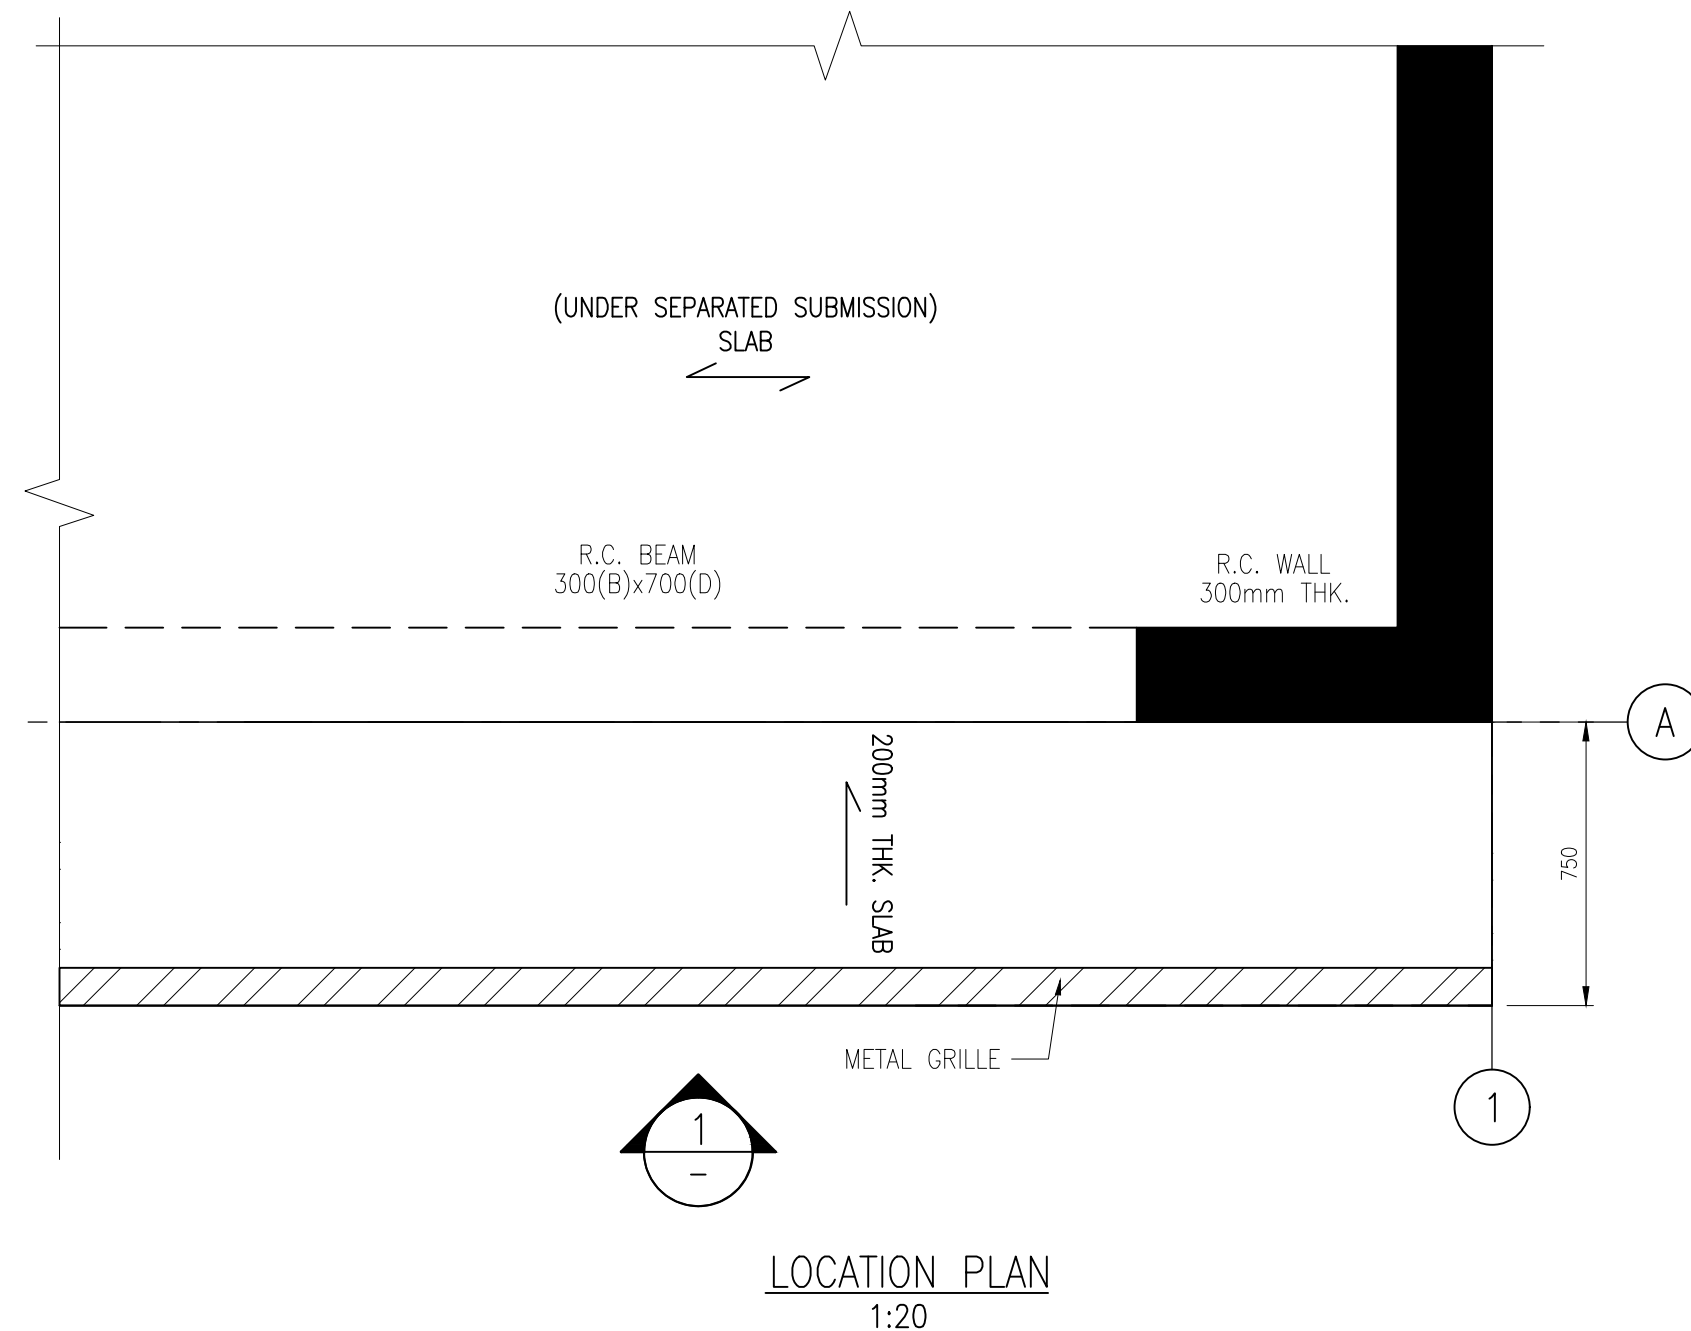 (UNDER SEPARATED SUBMISSION)
SLAB
R.C. BEAM
300(B)x700(D)
R.C. WALL
300mm THK.
A
200mm THK. SLAB
750
METAL GRILLE
1
1
-
LOCATION PLAN
1:20